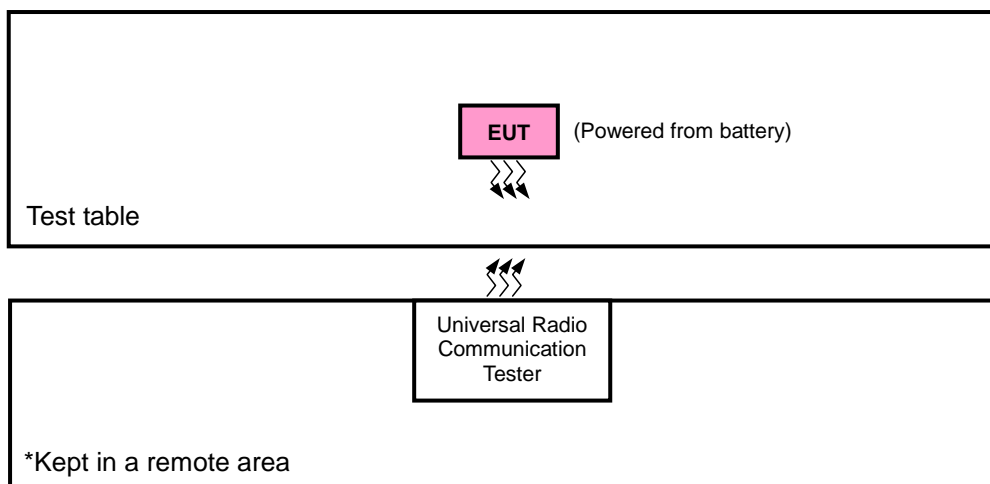 EUT
(Powered from battery)
Test table
Universal Radio
Communication
Tester
*Kept in a remote area